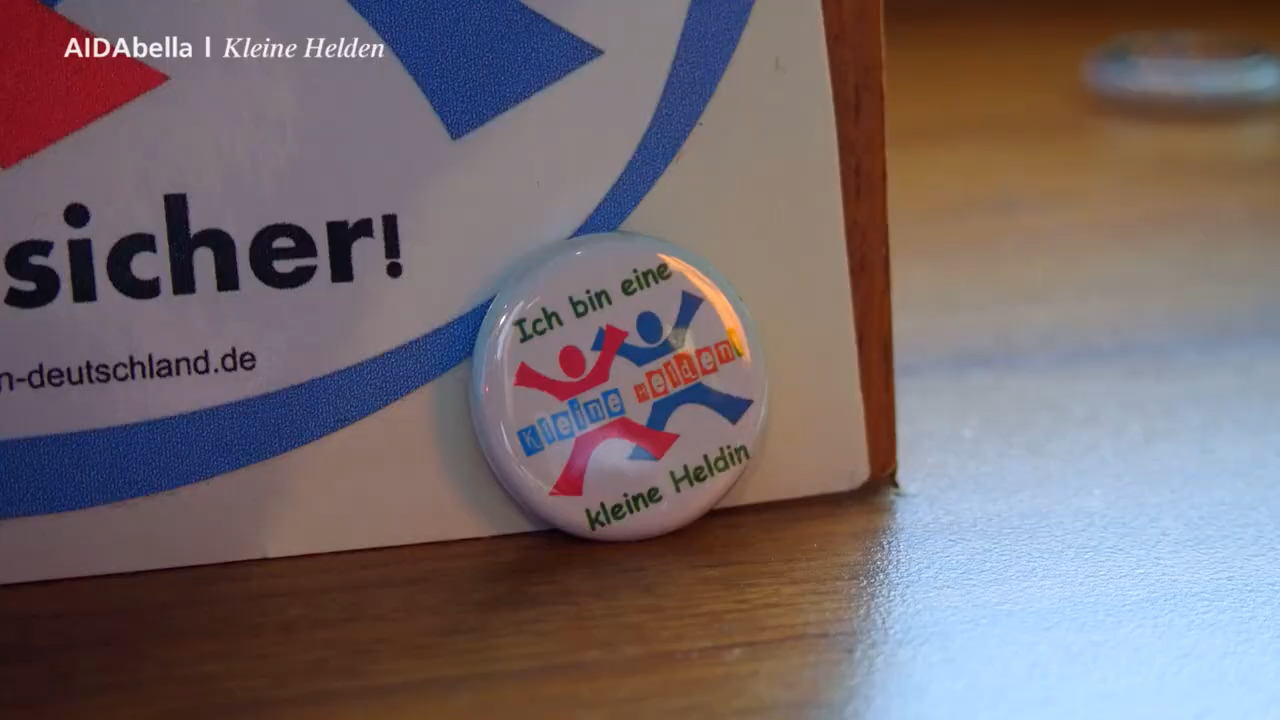 AIDAbella | Kleine Helden
sicher!
n-deutschland.de
Ich bin eine
Kleine Helden!
kleine Heldin